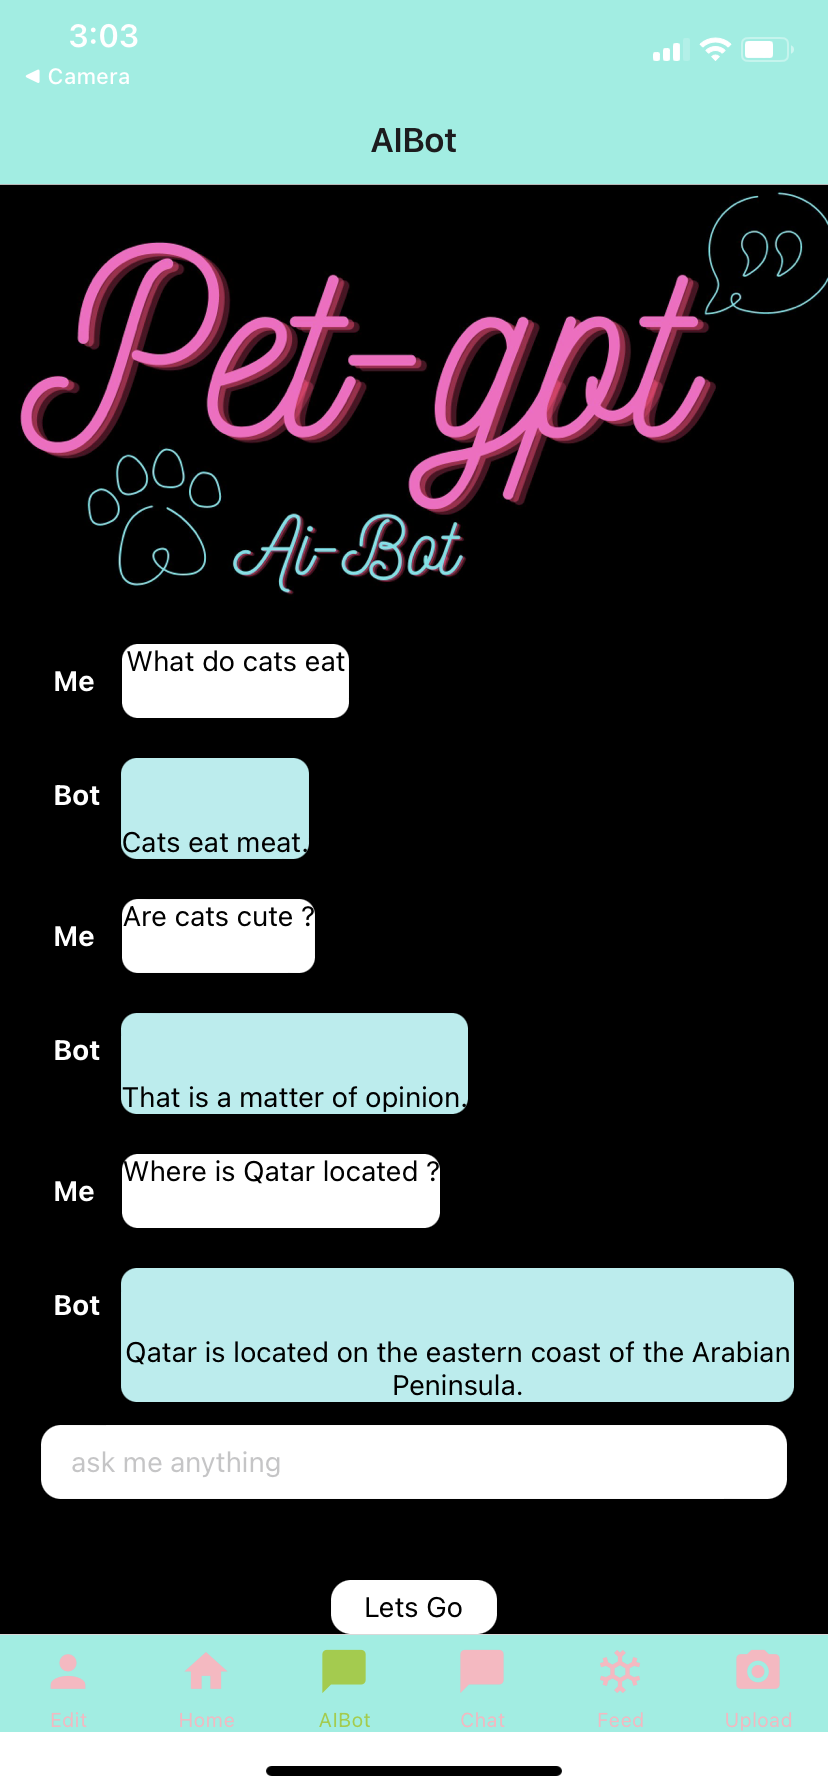 3:03
◀ Camera
AIBot
Pet-gpt
Ai-Bot
Me
What do cats eat
Bot
Cats eat meat.
Me
Are cats cute ?
Bot
That is a matter of opinion.
Me
Where is Qatar located ?
Bot
Qatar is located on the eastern coast of the Arabian
Peninsula.
ask me anything
Lets Go
Edit
Home
AIBot
Chat
Feed
Upload